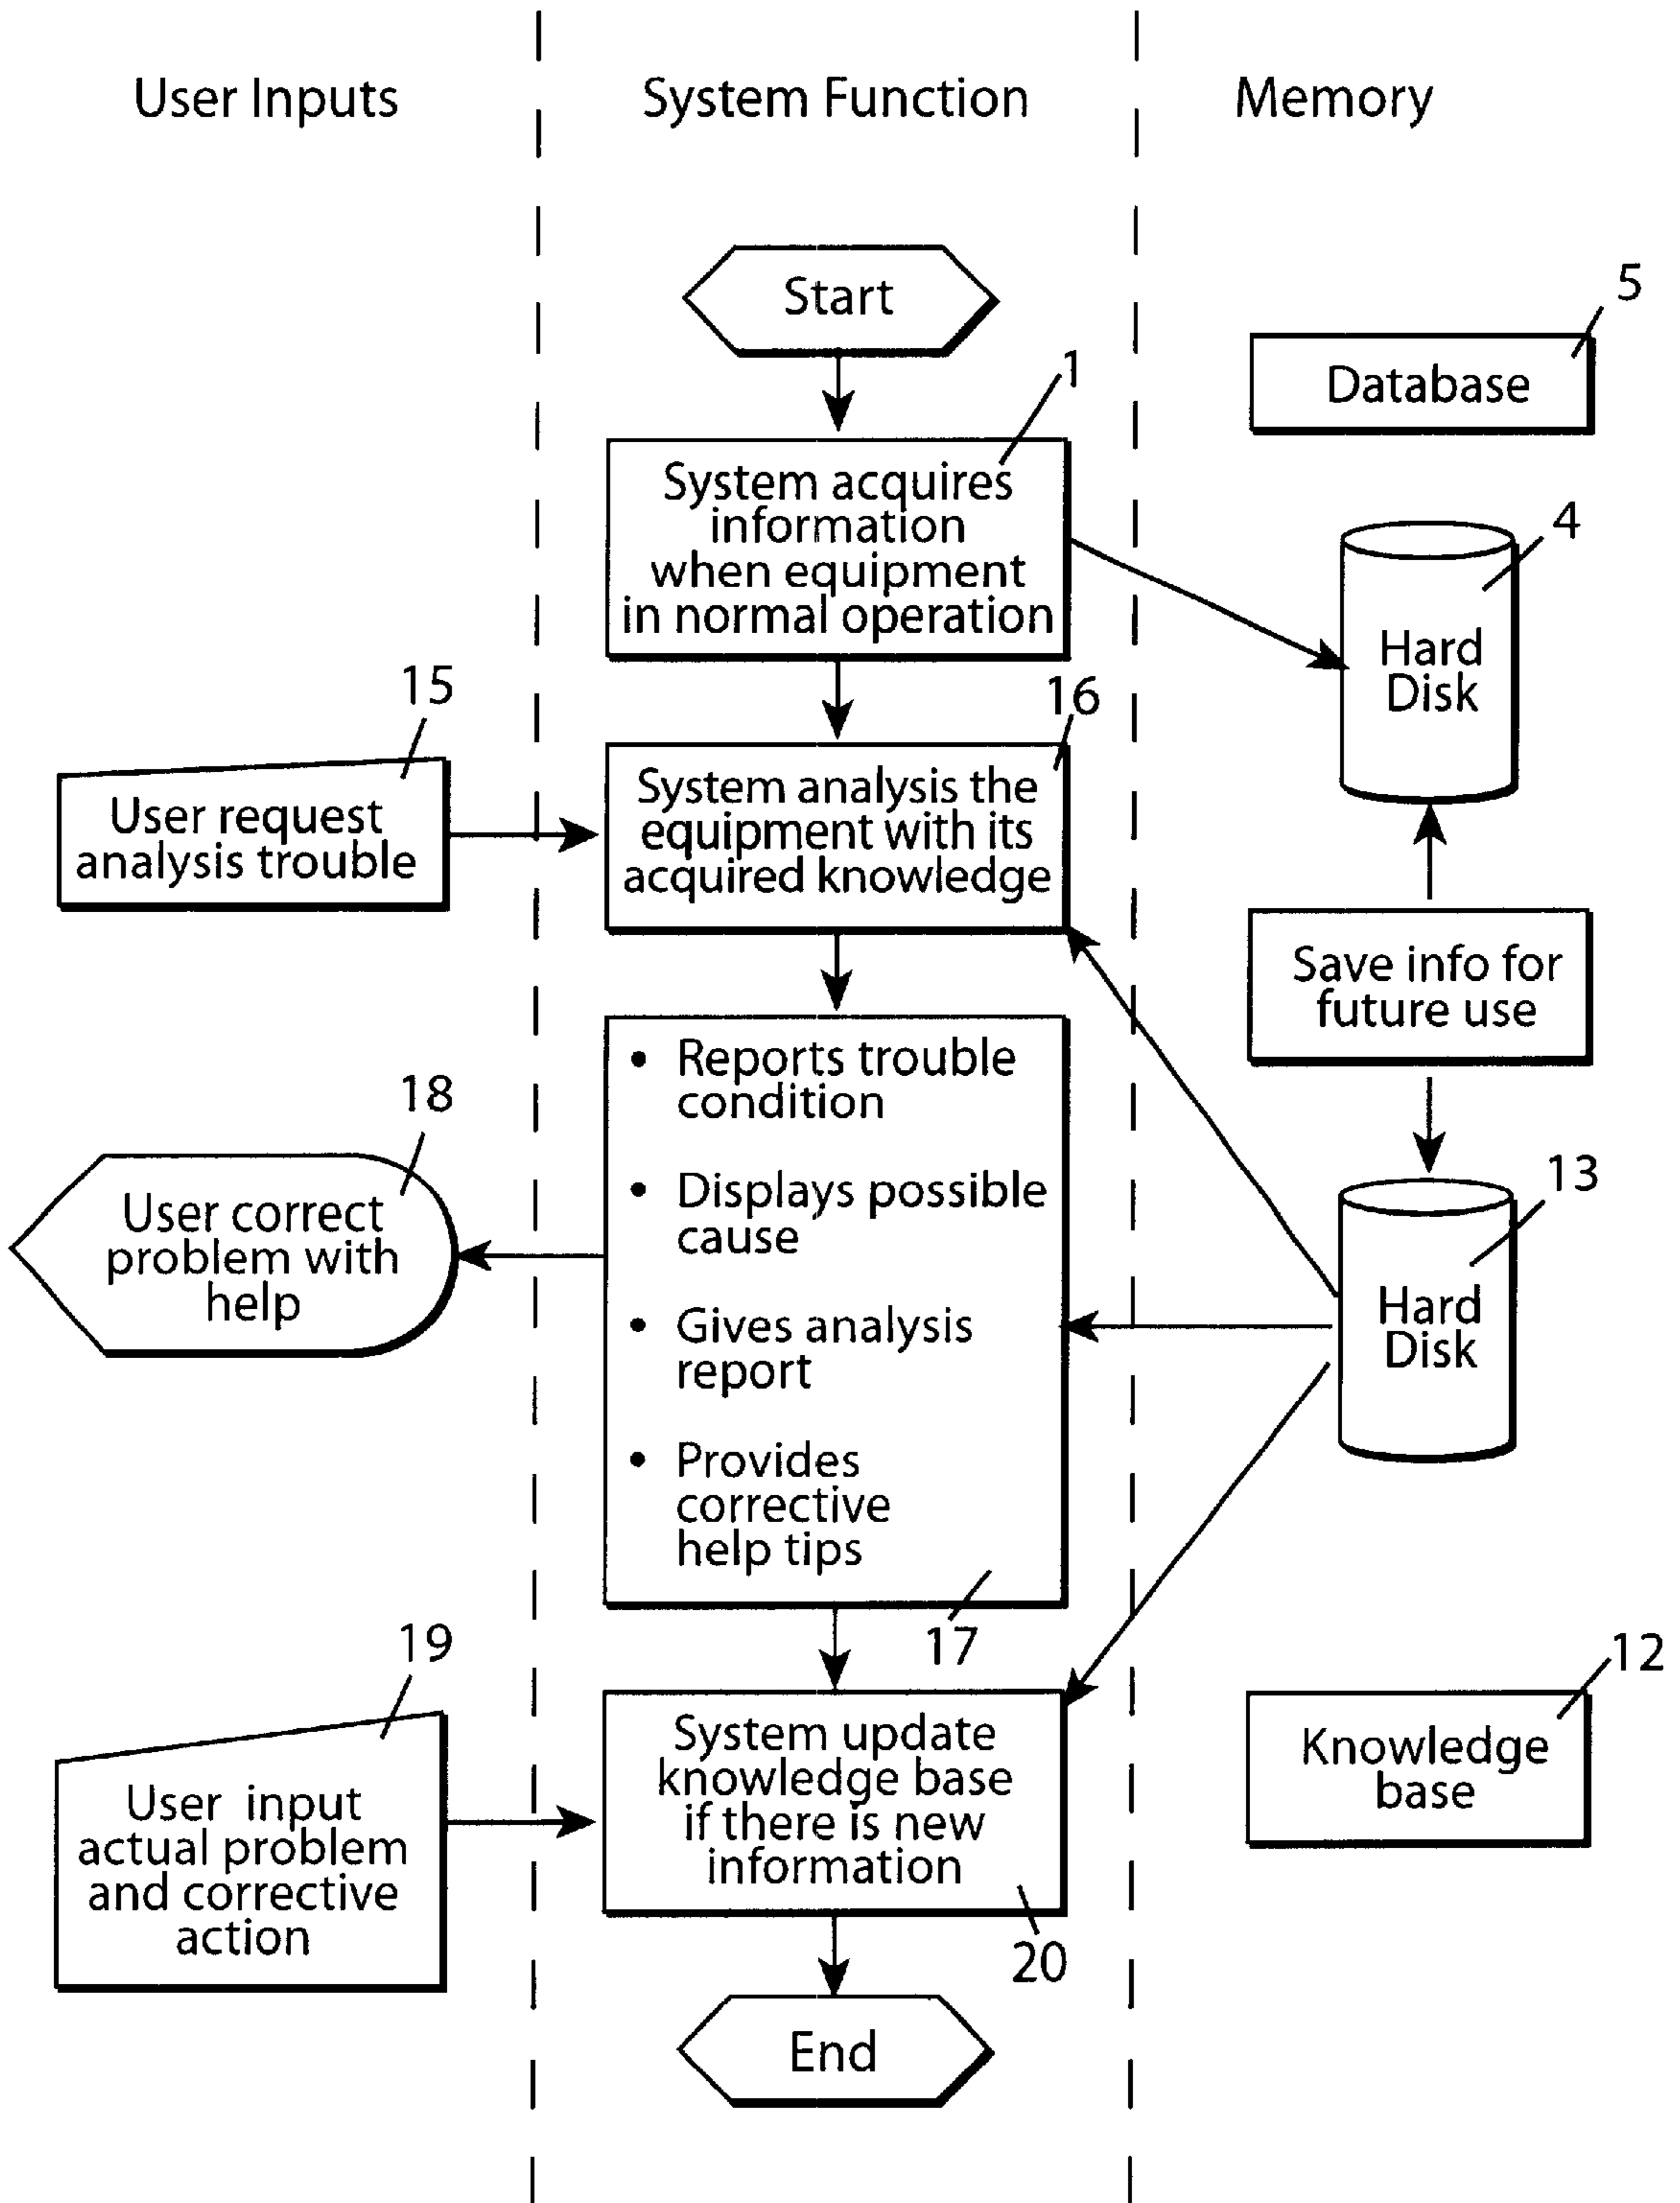 User Inputs
System Function
Memory
Start
5
Database
1
System acquires
information
when equipment
in normal operation
4
Hard
Disk
15
User request
analysis trouble
16
System analysis the
equipment with its
acquired knowledge
Save info for
future use
• Reports trouble
condition
• Displays possible
cause
• Gives analysis
report
• Provides
corrective
help tips
17
18
User correct
problem with
help
13
Hard
Disk
19
User input
actual problem
and corrective
action
System update
knowledge base
if there is new
information
20
12
Knowledge
base
End